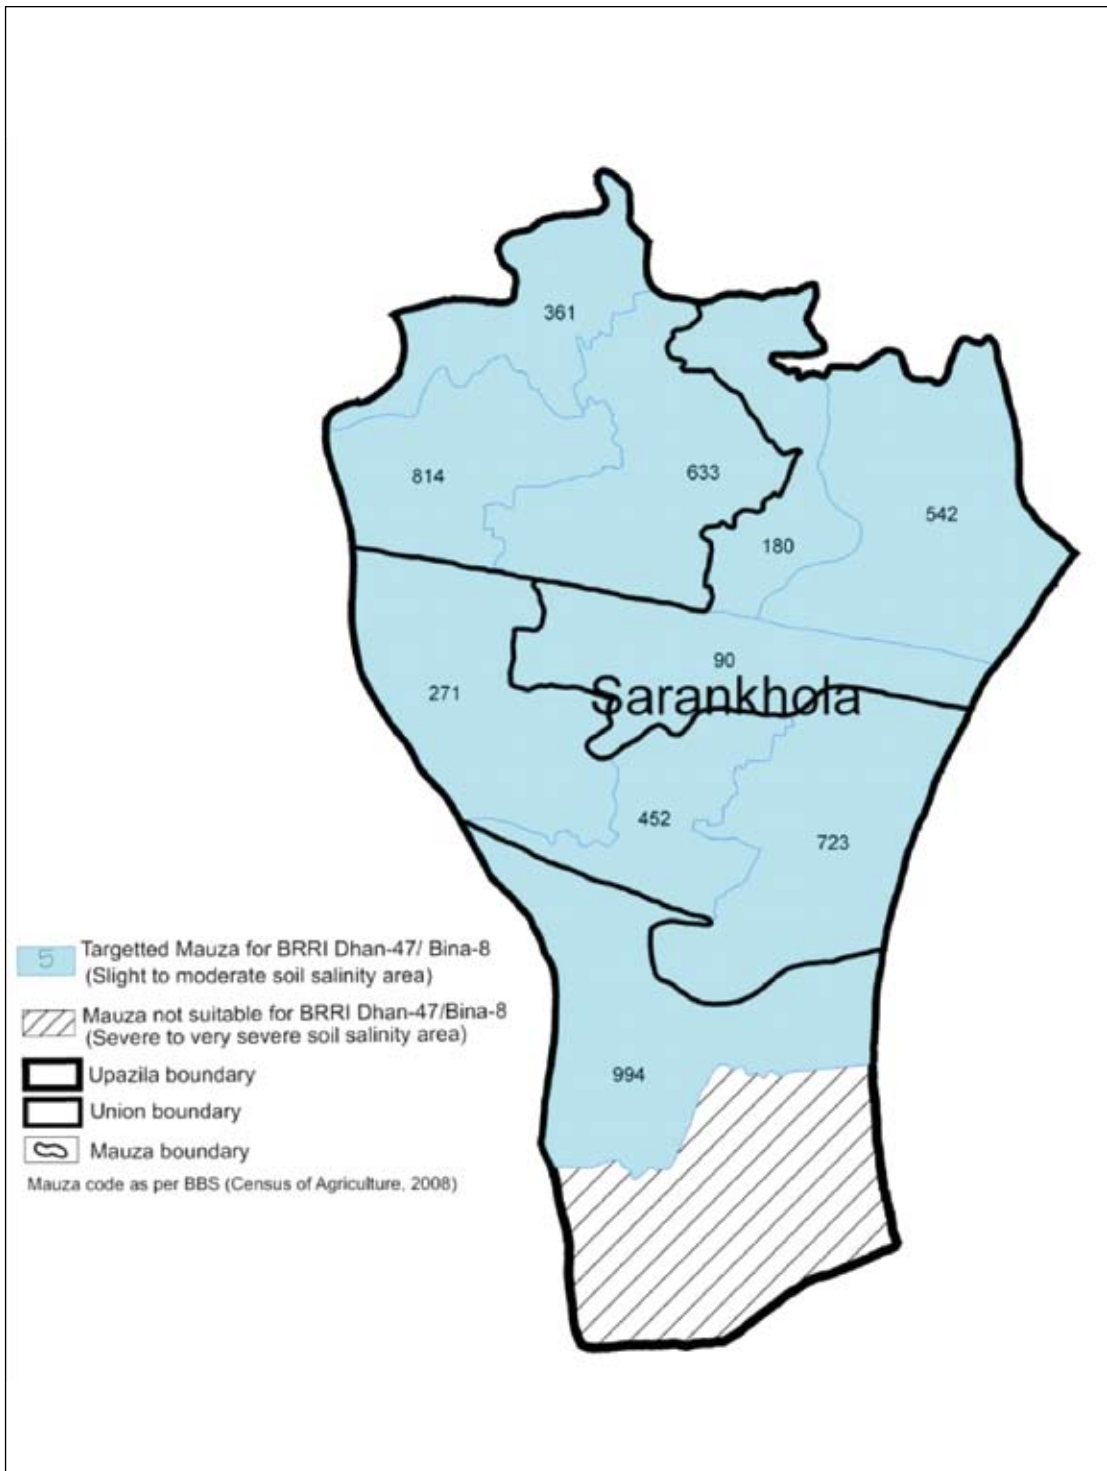 361
814
633
542
180
90
Sarankhola
271
452
723
5 Targetted Mauza for BRRI Dhan-47/ Bina-8
(Slight to moderate soil salinity area)
Mauza not suitable for BRRI Dhan-47/Bina-8
(Severe to very severe soil salinity area)
Upazila boundary
994
Union boundary
Mauza boundary
Mauza code as per BBS (Census of Agriculture, 2008)